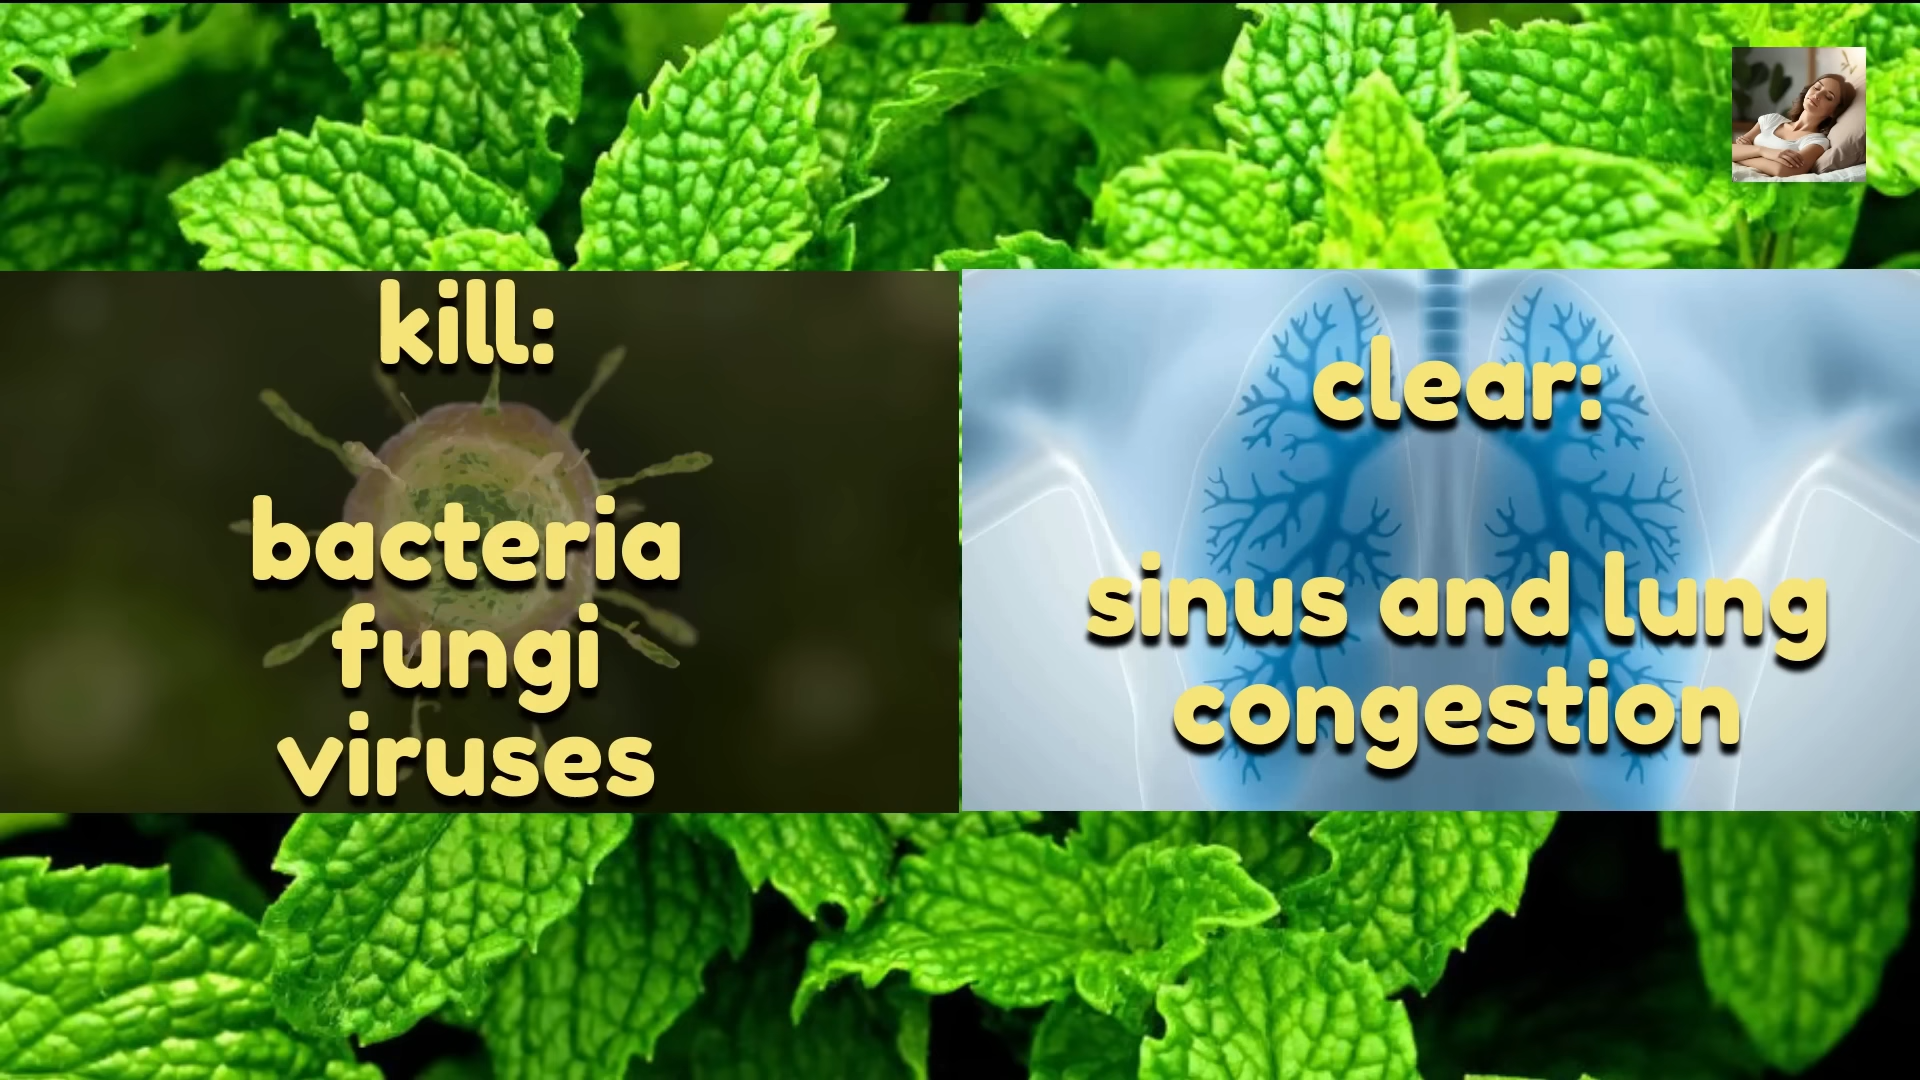 kill:
bacteria
fungi
viruses
clear:
sinus and lung
congestion